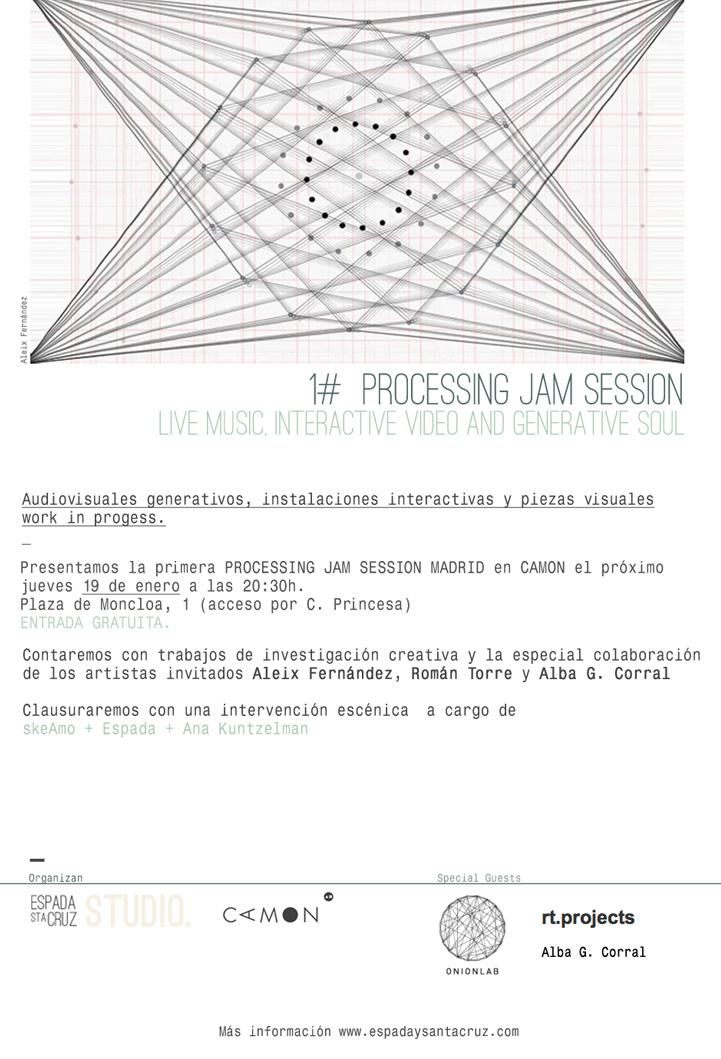 Aleix Fernández
1# PROCESSING JAM SESSION
LIVE MUSIC, INTERACTIVE VIDEO AND GENERATIVE SOUL
Audiovisuales generativos, instalaciones interactivas y piezas visuales
work in progess.
_
Presentamos la primera PROCESSING JAM SESSION MADRID en CAMON el próximo
jueves 19 de enero a las 20:30h.
Plaza de Moncloa, 1 (acceso por C. Princesa)
ENTRADA GRATUITA.
Contaremos con trabajos de investigación creativa y la especial colaboración
de los artistas invitados Aleix Fernández, Román Torre y Alba G. Corral
Clausuraremos con una intervención escénica a cargo de
skeAmo + Espada + Ana Kuntzelman
Organizan
Special Guests
ESPADA
STACRUZ
STUDIO.
CAMON
ONIONLAB
rt.projects
Alba G. Corral
Más información www.espadaysantacruz.com